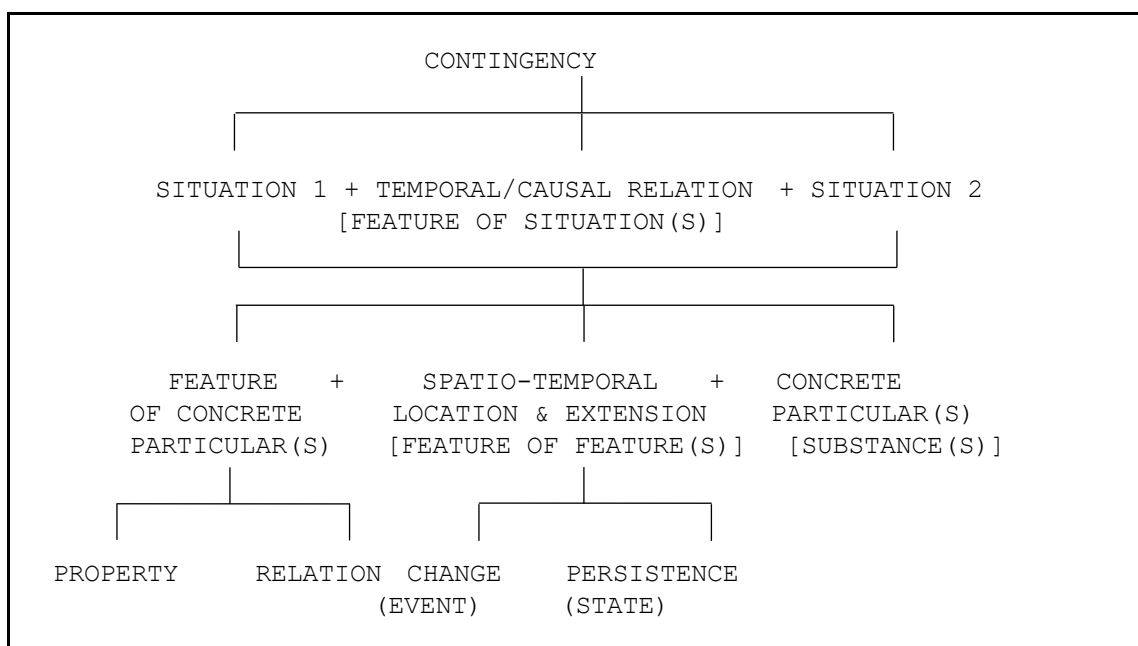 CONTINGENCY
SITUATION 1 + TEMPORAL/CAUSAL RELATION + SITUATION 2
[FEATURE OF SITUATION(S)]
FEATURE + SPATIO-TEMPORAL + CONCRETE
OF CONCRETE LOCATION & EXTENSION PARTICULAR(S)
PARTICULAR(S) [FEATURE OF FEATURE(S)] [SUBSTANCE(S)]
PROPERTY RELATION CHANGE PERSISTENCE
(EVENT) (STATE)